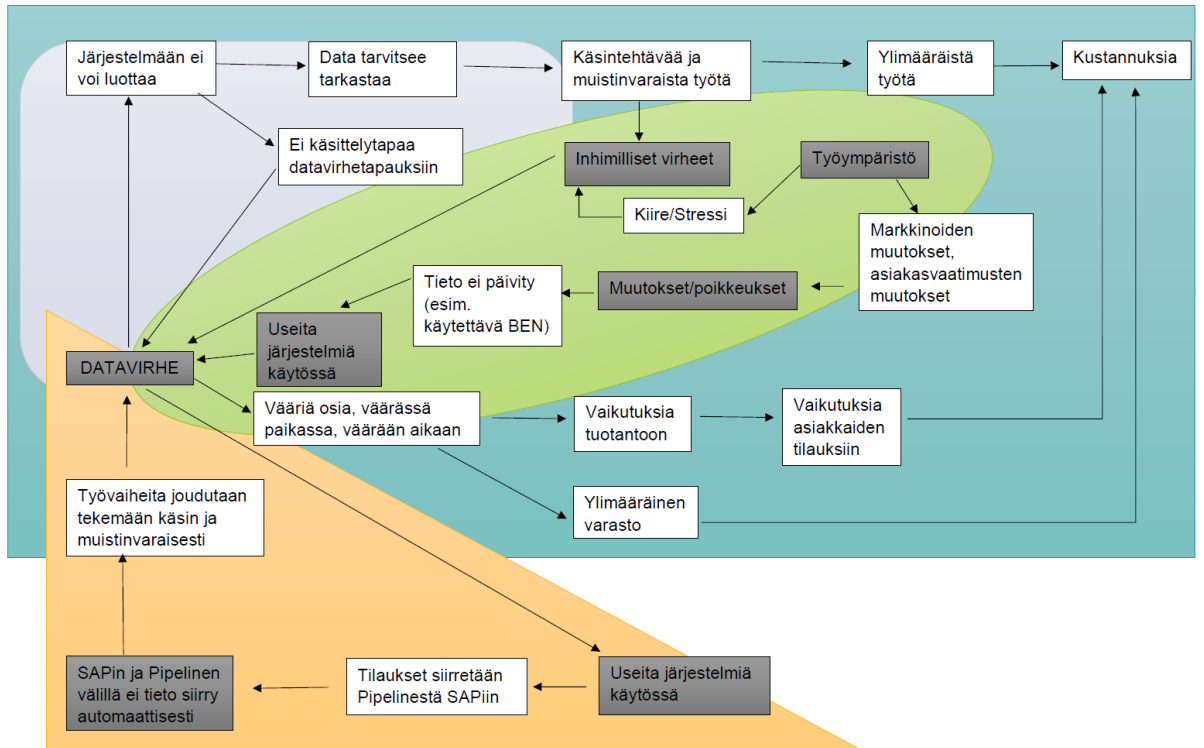 Järjestelmään ei
voi luottaa
Data tarvitsee
tarkastaa
Käsintehtävää ja
muistinvaraista työtä
Ylimääräistä
työtä
Kustannuksia
Ei käsittelytapaa
datavirhetapauksiin
Inhimilliset virheet
Työympäristö
Kiire/Stressi
Markkinoiden
muutokset,
asiakasvaatimusten
muutokset
Tieto ei päivity
(esim.
käytettävä BEN)
Muutokset/poikkeukset
Useita
järjestelmiä
käytössä
DATAVIRHE
Vääriä osia, väärässä
paikassa, väärään aikaan
Vaikutuksia
tuotantoon
Vaikutuksia
asiakkaiden
tilauksiin
Työvaiheita joudutaan
tekemään käsin ja
muistinvaraisesti
Ylimääräinen
varasto
SAPin ja Pipelinen
välillä ei tieto siirry
automaattisesti
Tilaukset siirretään
Pipelinestä SAPiin
Useita järjestelmiä
käytössä